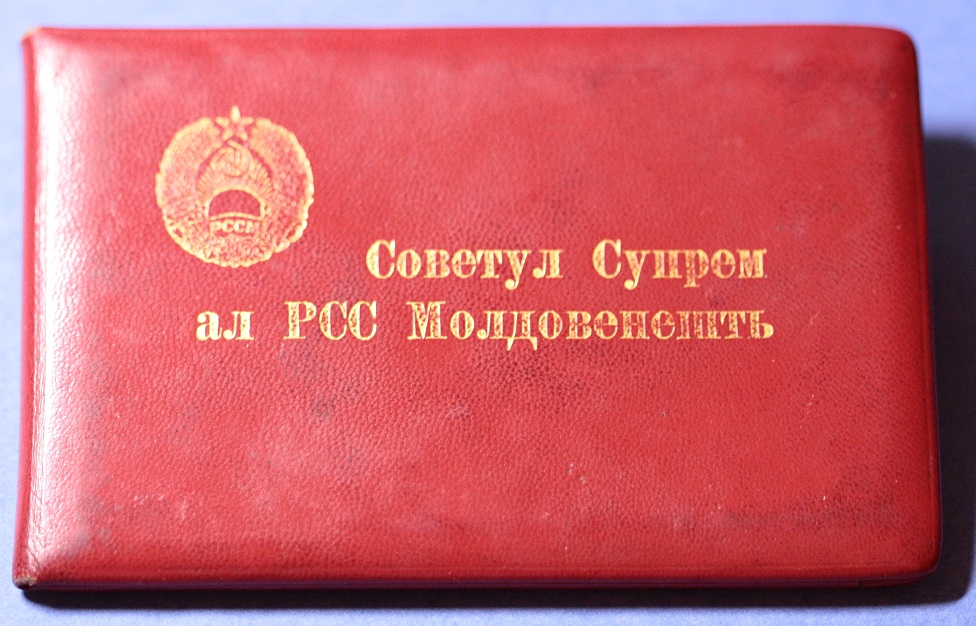 РССМ
Советул Супрем
ал РСС Молдовенешть